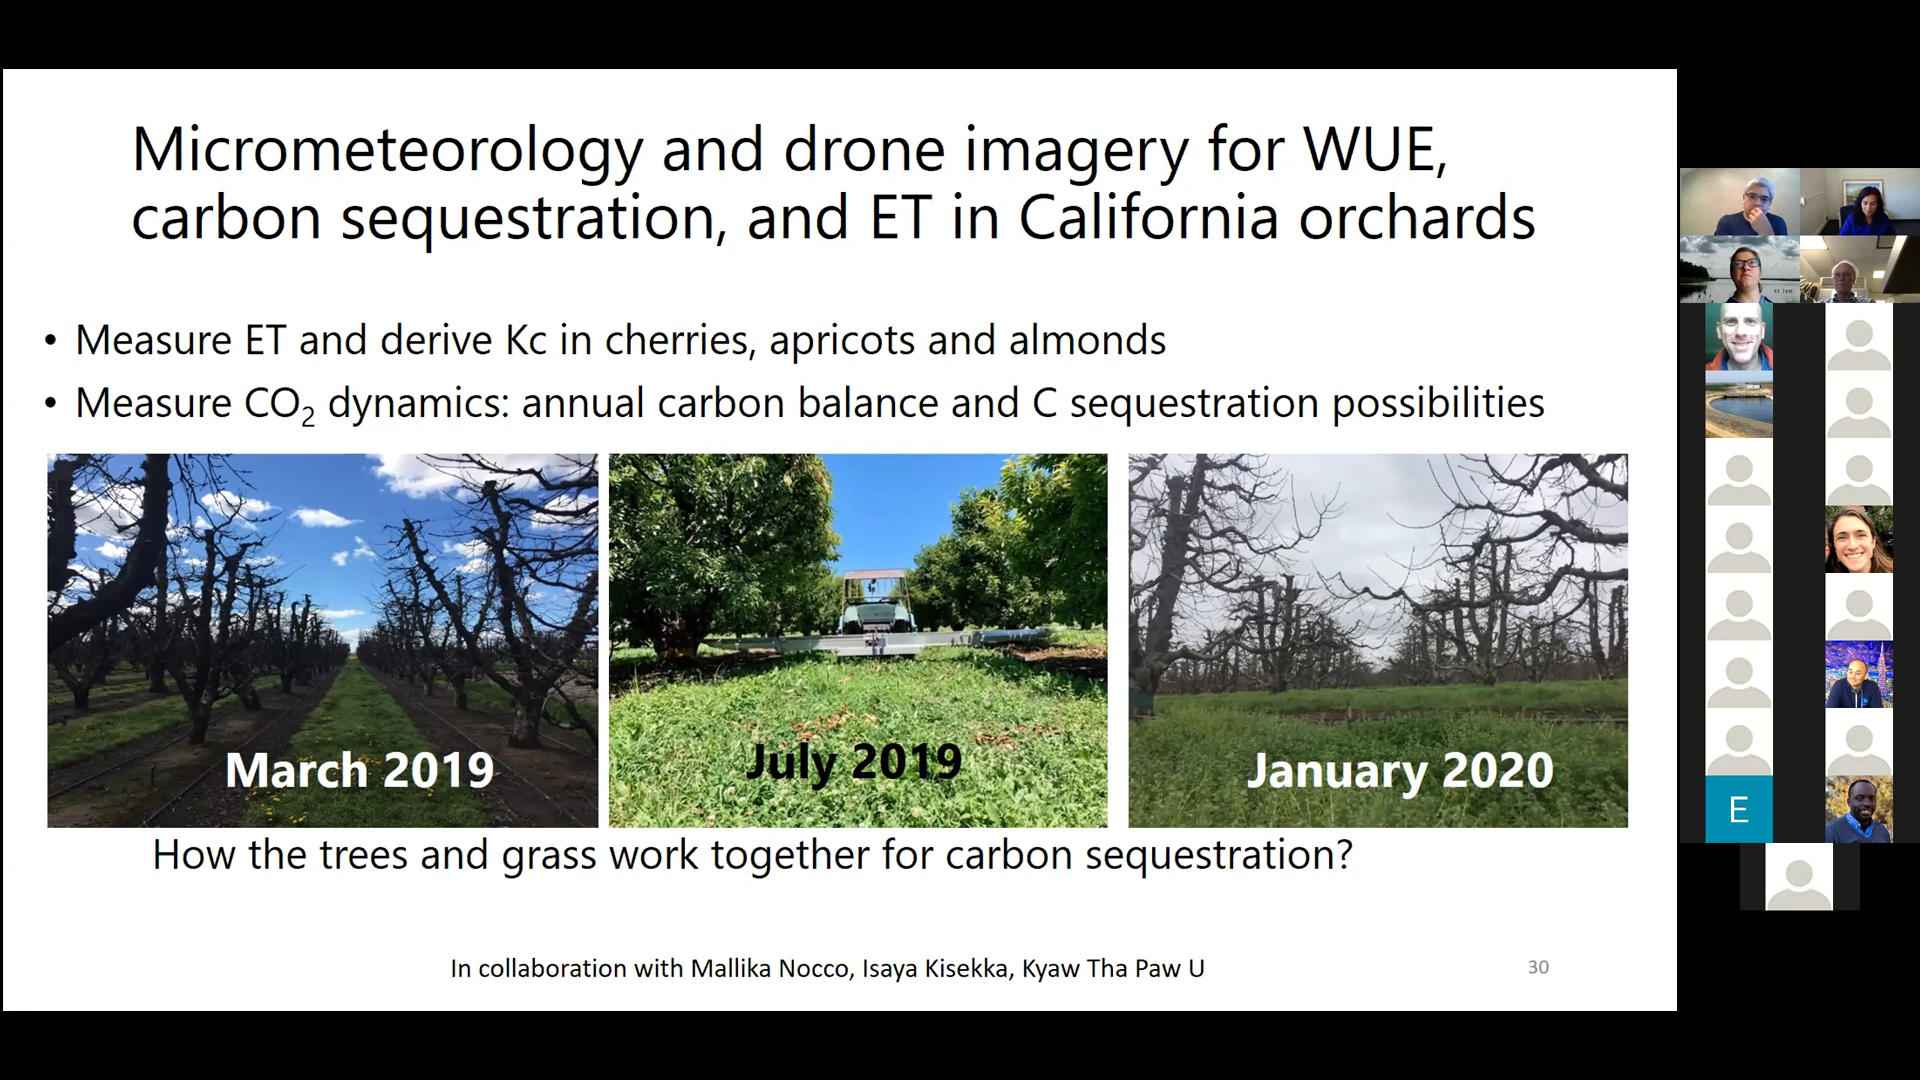 Micrometeorology and drone imagery for WUE,
carbon sequestration, and ET in California orchards
• Measure ET and derive Kc in cherries, apricots and almonds
• Measure CO₂ dynamics: annual carbon balance and C sequestration possibilities
March 2019
July 2019
January 2020
How the trees and grass work together for carbon sequestration?
In collaboration with Mallika Nocco, Isaya Kisekka, Kyaw Tha Paw U
30
E